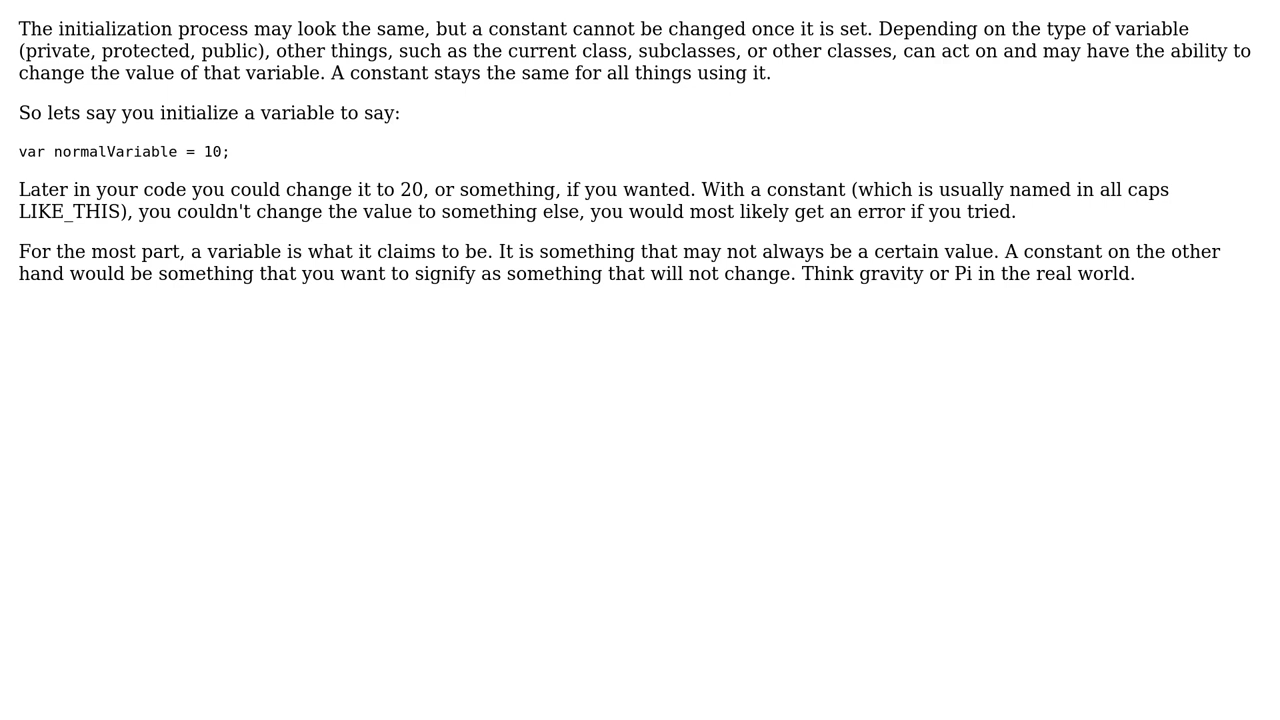 The initialization process may look the same, but a constant cannot be changed once it is set. Depending on the type of variable
(private, protected, public), other things, such as the current class, subclasses, or other classes, can act on and may have the ability to
change the value of that variable. A constant stays the same for all things using it.
So lets say you initialize a variable to say:
var normalVariable = 10;
Later in your code you could change it to 20, or something, if you wanted. With a constant (which is usually named in all caps
LIKE_THIS), you couldn't change the value to something else, you would most likely get an error if you tried.
For the most part, a variable is what it claims to be. It is something that may not always be a certain value. A constant on the other
hand would be something that you want to signify as something that will not change. Think gravity or Pi in the real world.